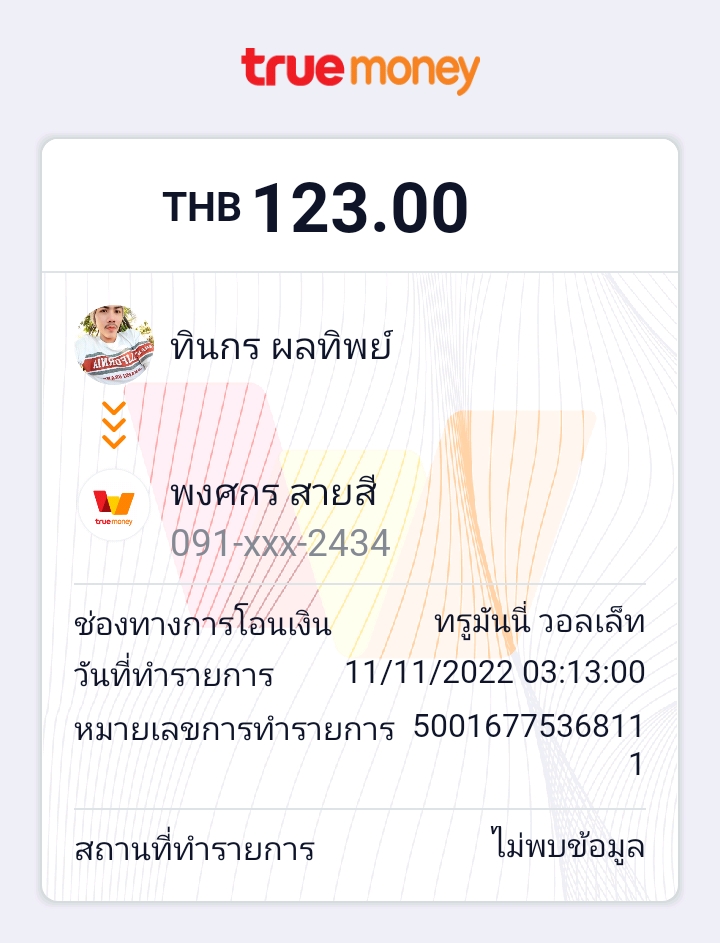 truemoney
THB 123.00
ทินกร ผลทิพย์
truemoney
พงศกร สายสี
091-xxx-2434
ช่องทางการโอนเงิน ทรูมันนี่ วอลเล็ท
วันที่ทำรายการ 11/11/2022 03:13:00
หมายเลขการทำรายการ 5001677536811
1
สถานที่ทำรายการ ไม่พบข้อมูล